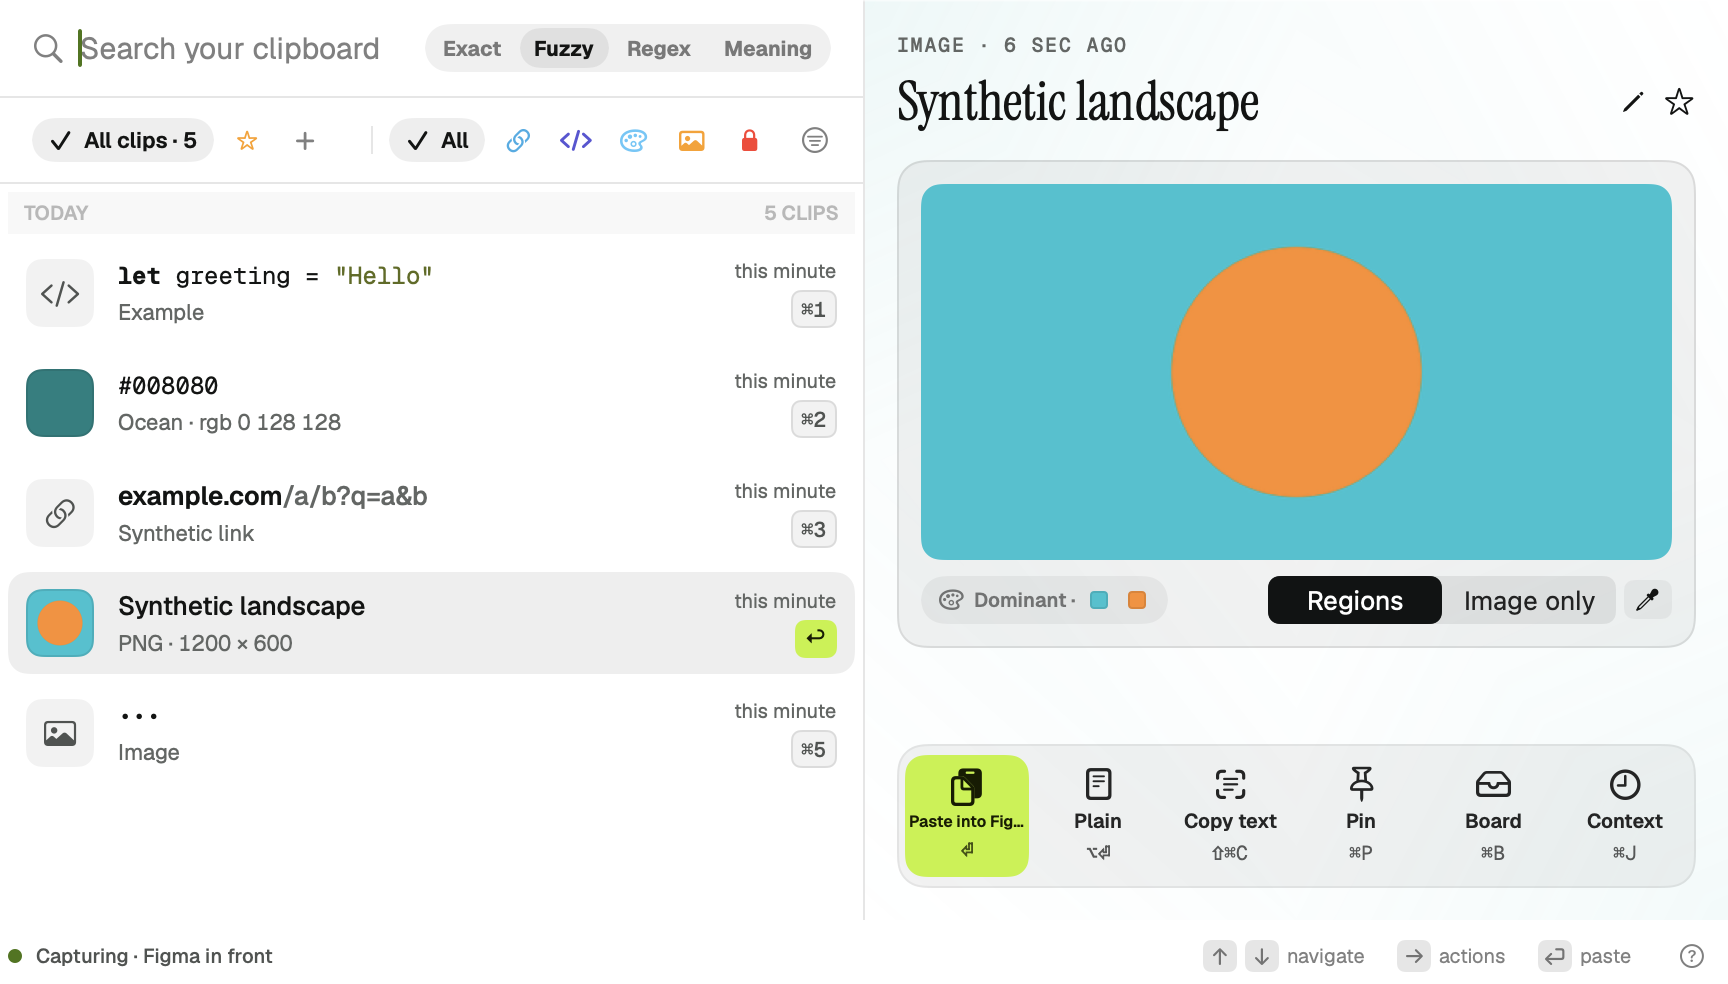 Search your clipboard
Exact Fuzzy Regex Meaning
All clips · 5
All
TODAY
5 CLIPS
let greeting = "Hello"
Example
this minute
⌘1
#008080
Ocean · rgb 0 128 128
this minute
⌘2
example.com/a/b?q=a&b
Synthetic link
this minute
⌘3
Synthetic landscape
PNG · 1200 × 600
this minute
...
Image
this minute
⌘5
IMAGE · 6 SEC AGO
Synthetic landscape
Dominant ·
Regions
Image only
Paste into Fig...
⏎
Plain
⌥⏎
Copy text
⇧⌘C
Pin
⌘P
Board
⌘B
Context
⌘J
Capturing · Figma in front
↑ ↓ navigate
→ actions
↩ paste
?